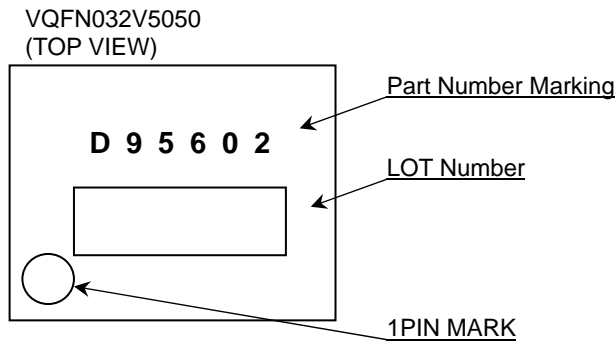 VQFN032V5050
(TOP VIEW)
Part Number Marking
D 9 5 6 0 2
LOT Number
1PIN MARK